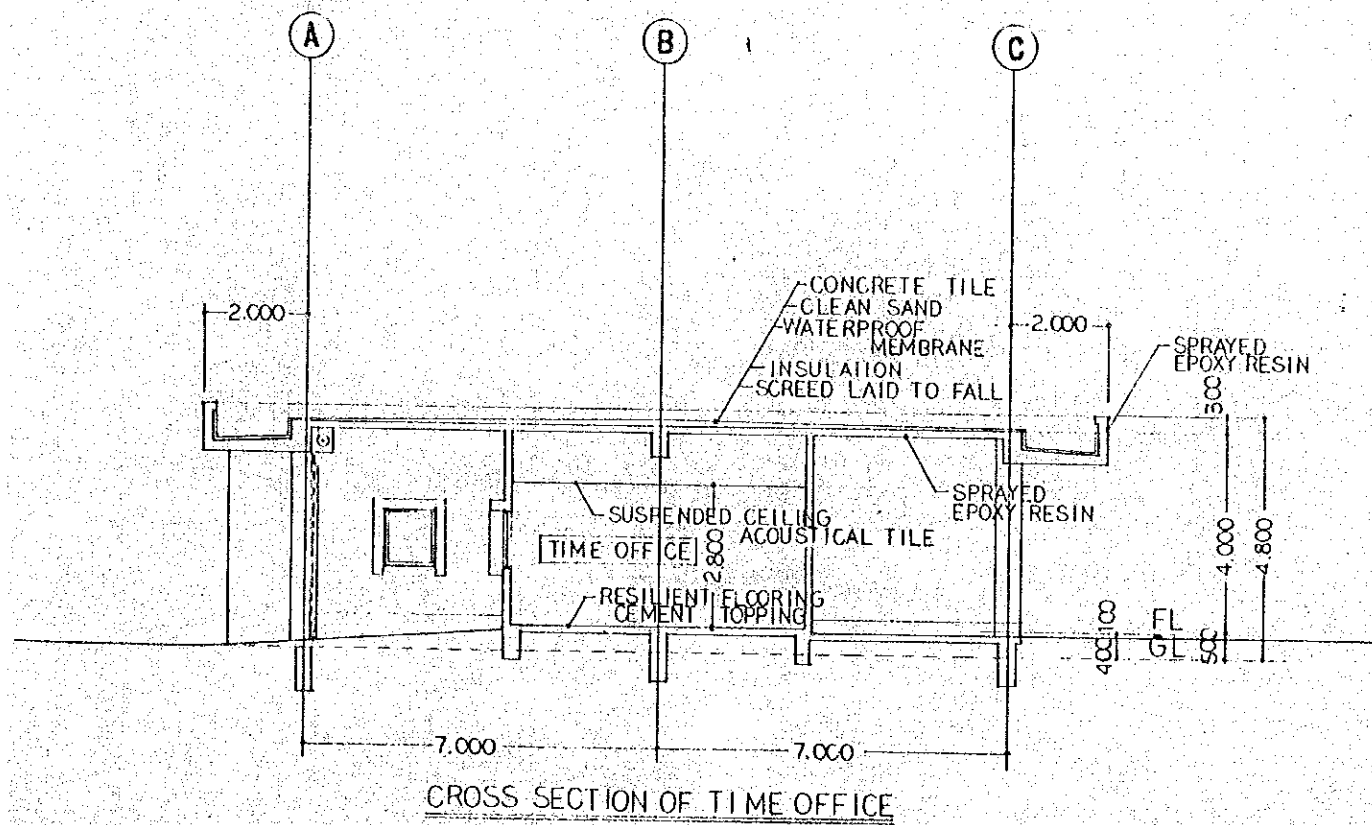 A
B
C
2.000
CONCRETE TILE
CLEAN SAND
WATERPROOF
MEMBRANE
INSULATION
SCREED LAID TO FALL
2.000
SPRAYED
EPOXY RESIN
300
SUSPENDED CEILING
ACOUSTICAL TILE
SPRAYED
EPOXY RESIN
TIME OFFICE
2.800
4.000
4.800
RESILIENT FLOORING
CEMENT TOPPING
100
FL
400
GL
500
7.000
7.000
CROSS SECTION OF TIME OFFICE